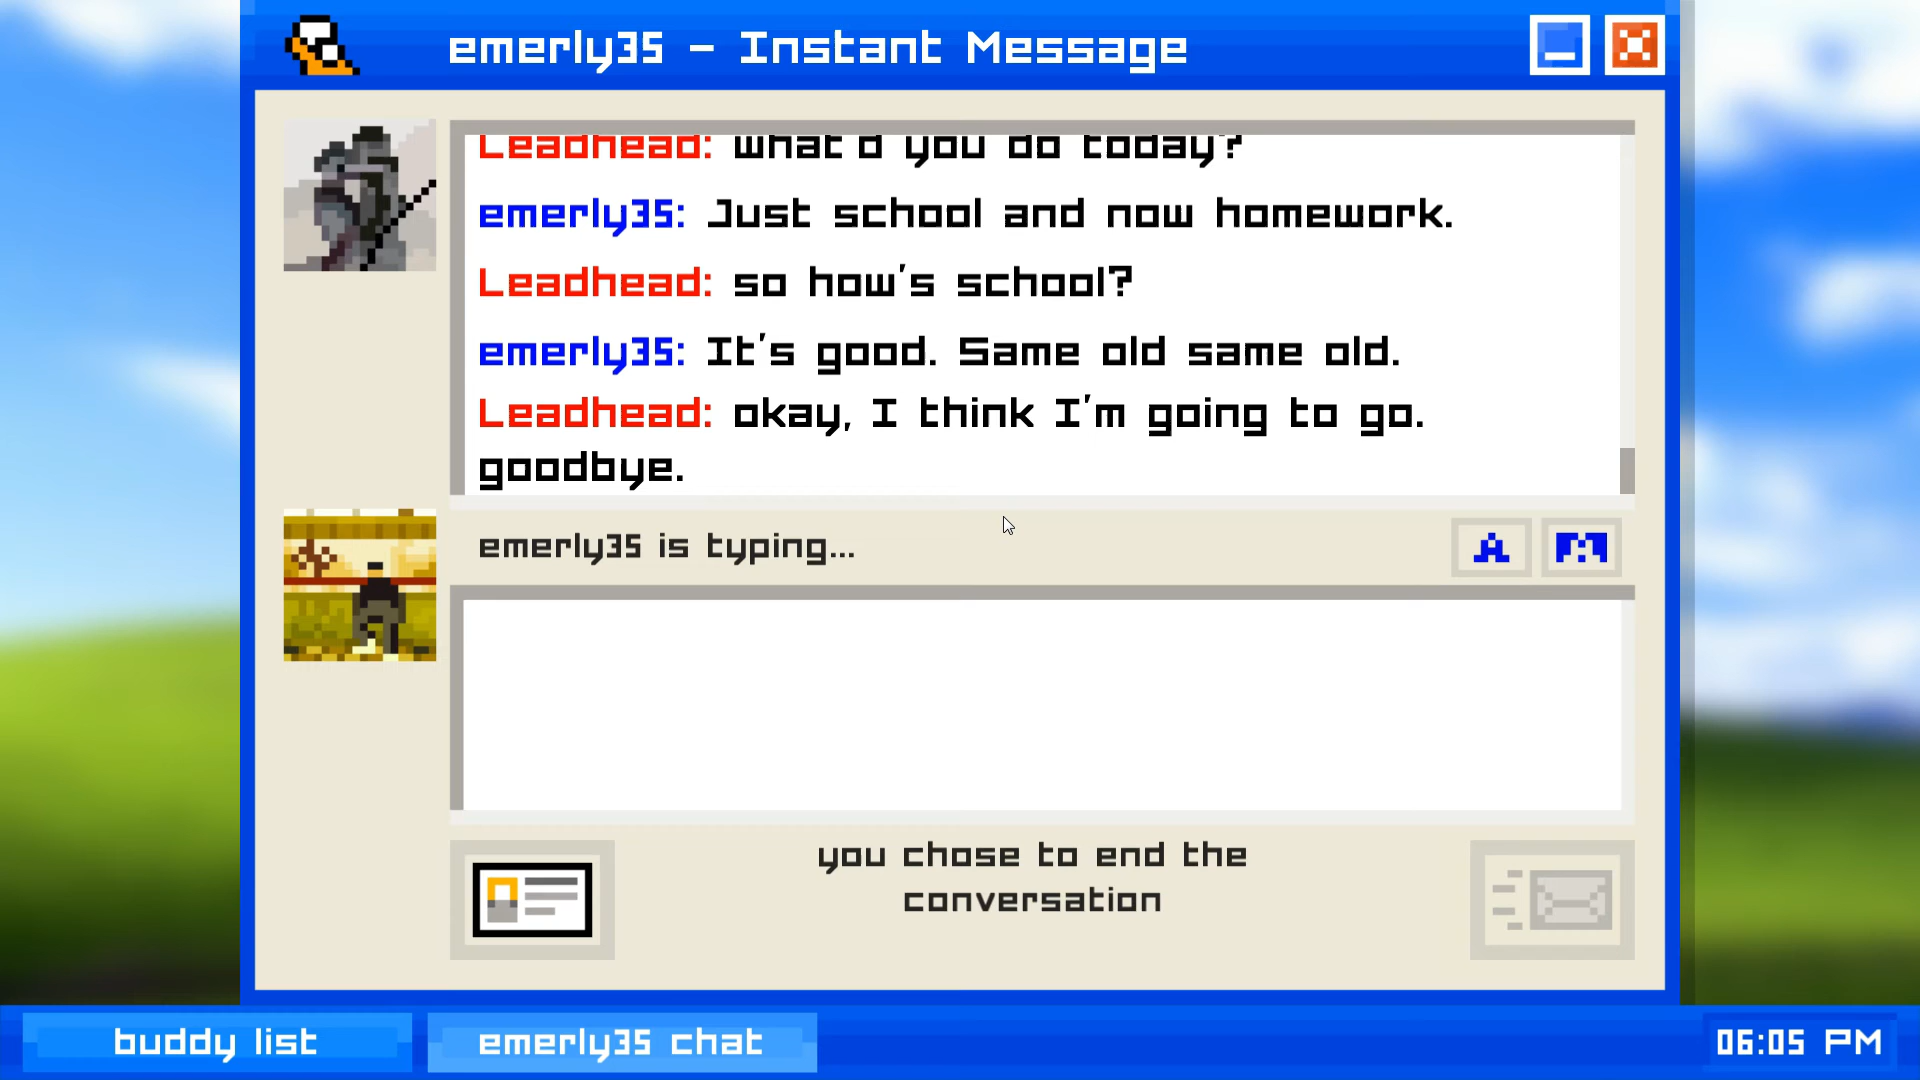 emerly35 - Instant Message
Leadhead: what'd you do today?
emerly35: Just school and now homework.
Leadhead: so how's school?
emerly35: It's good. Same old same old.
Leadhead: okay, I think I'm going to go.
goodbye.
emerly35 is typing...
A
you chose to end the
conversation
buddy list
emerly35 chat
06:05 PM